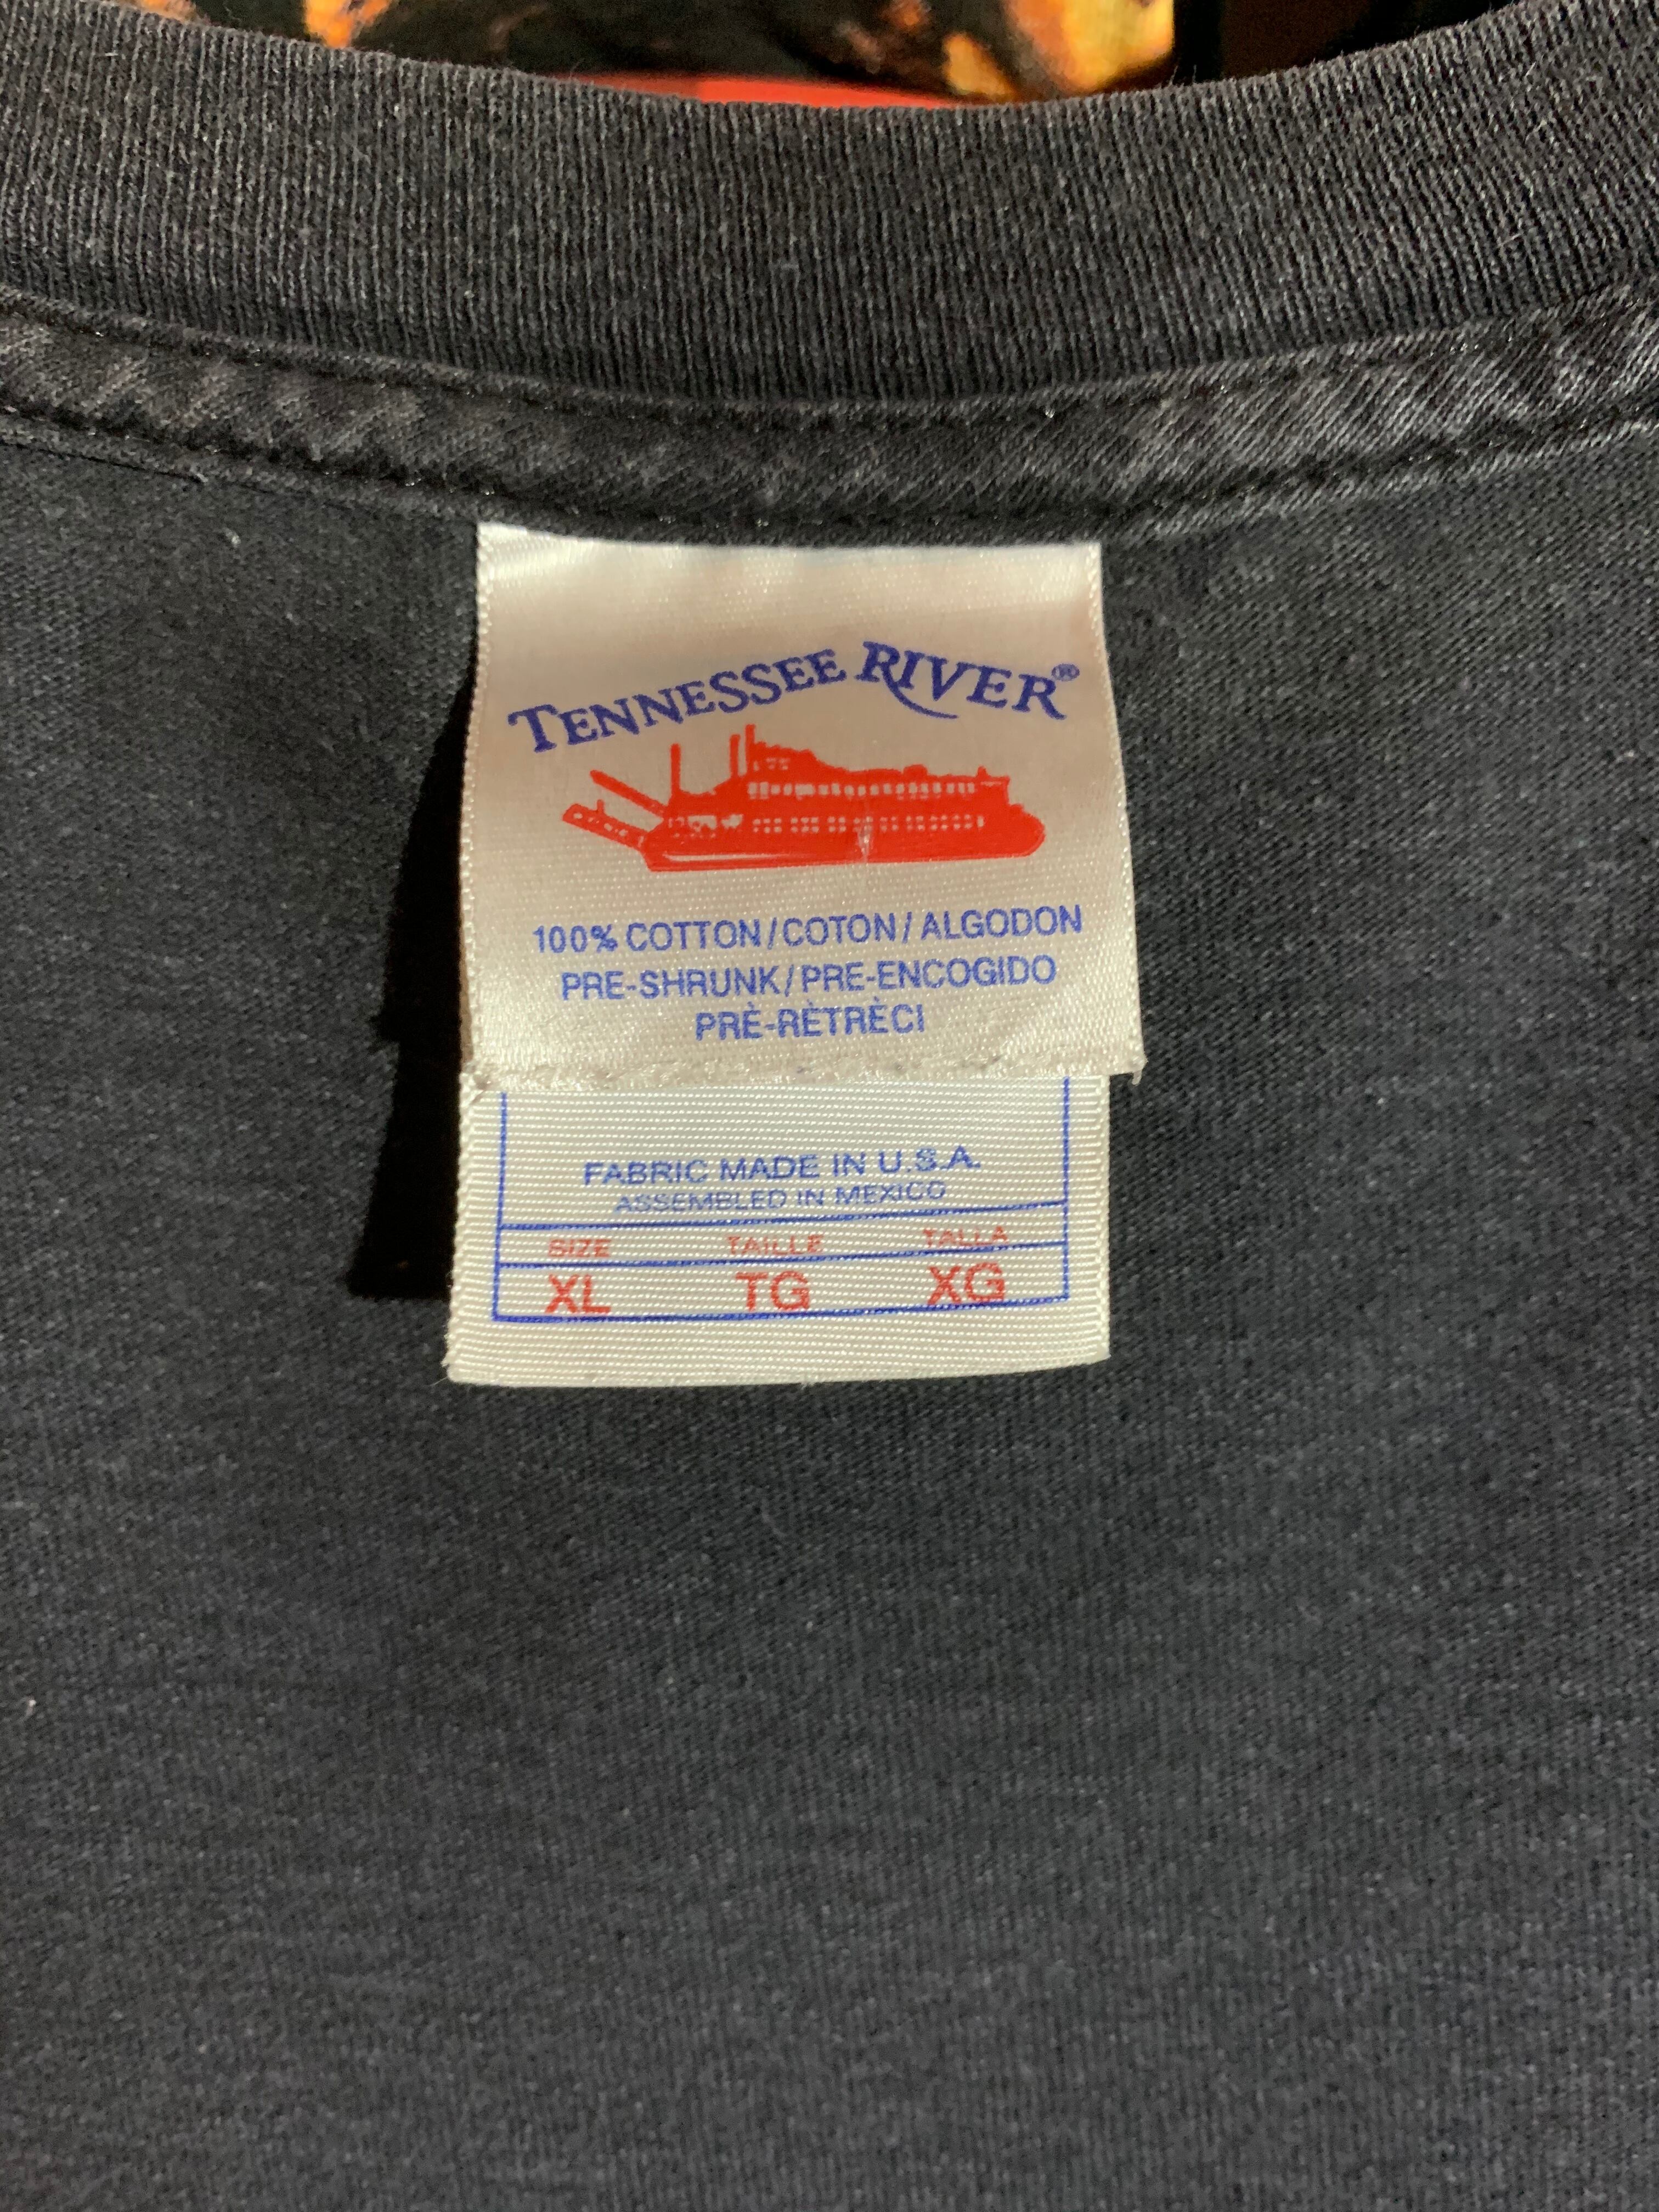 TENNESSEE RIVER®
100% COTTON/COTON/ALGODON
PRE-SHRUNK/PRE-ENCOGIDO
PRÈ-RÈTRÈCI
FABRIC MADE IN U.S.A.
ASSEMBLED IN MEXICO
SIZE TAILLE TALLA
XL TG XG